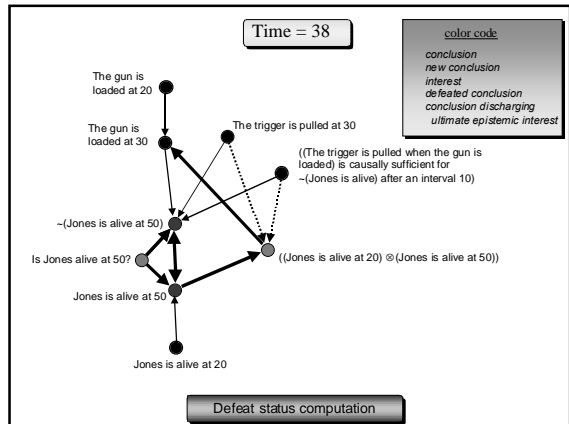 Time = 38
color code
conclusion
new conclusion
interest
defeated conclusion
conclusion discharging
ultimate epistemic interest
The gun is
loaded at 20
The gun is
loaded at 30
The trigger is pulled at 30
((The trigger is pulled when the gun is
loaded) is causally sufficient for
~(Jones is alive) after an interval 10)
~(Jones is alive at 50)
Is Jones alive at 50?
((Jones is alive at 20) ⊗(Jones is alive at 50))
Jones is alive at 50
Jones is alive at 20
Defeat status computation